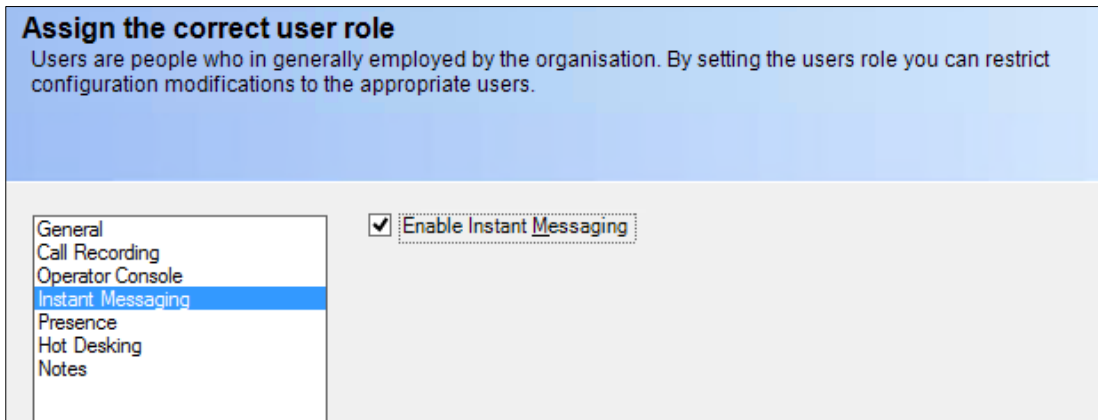 Assign the correct user role
Users are people who in generally employed by the organisation. By setting the users role you can restrict
configuration modifications to the appropriate users.
General
Call Recording
Operator Console
Instant Messaging
Presence
Hot Desking
Notes
Enable Instant Messaging